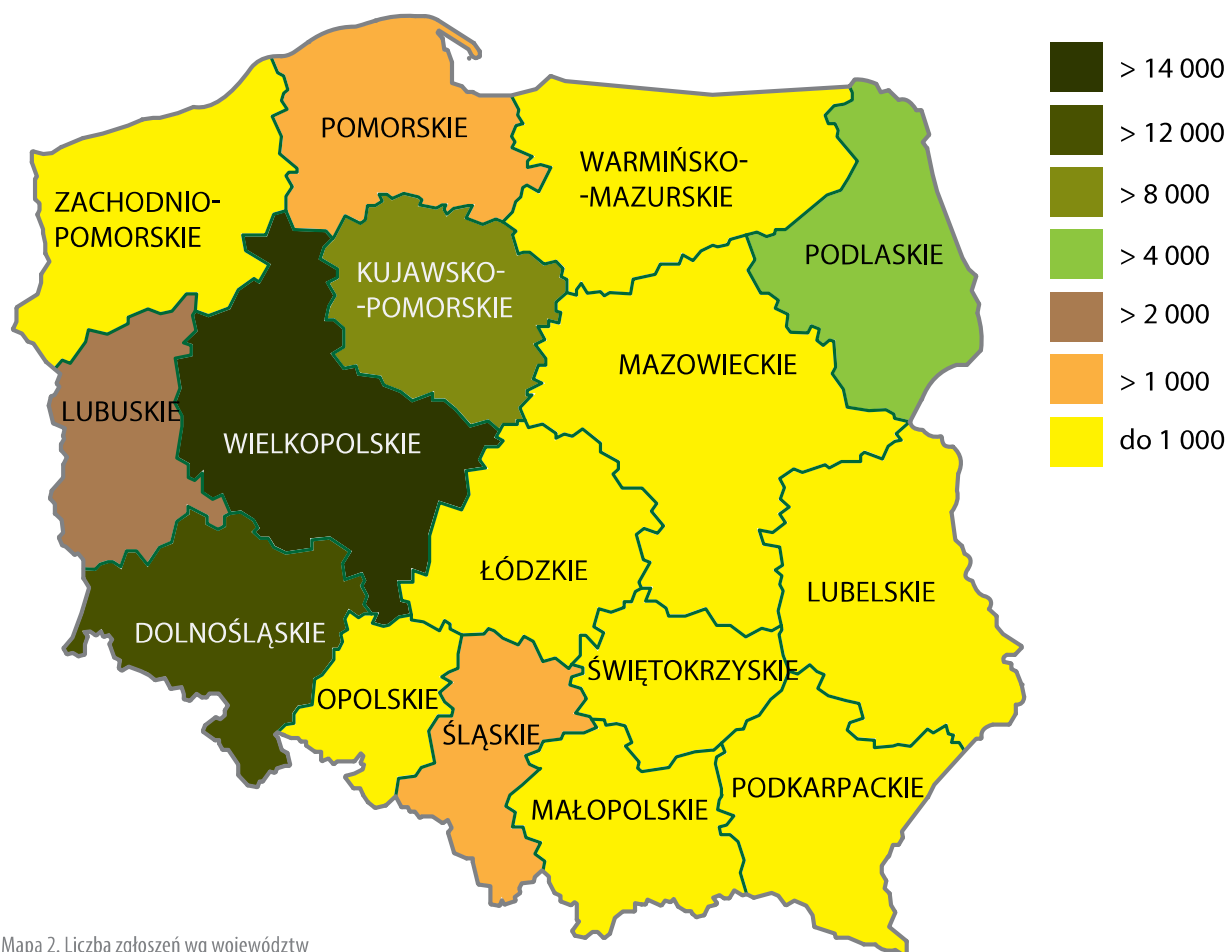 > 14 000
> 12 000
> 8 000
> 4 000
> 2 000
> 1 000
do 1 000
POMORSKIE
WARMIŃSKO-
-MAZURSKIE
ZACHODNIO-
POMORSKIE
PODLASKIE
KUJAWSKO-
-POMORSKIE
MAZOWIECKIE
LUBUSKIE
WIELKOPOLSKIE
ŁÓDZKIE
LUBELSKIE
DOLNOŚLĄSKIE
ŚWIĘTOKRZYSKIE
OPOLSKIE
ŚLĄSKIE
PODKARPACKIE
MAŁOPOLSKIE
Mapa 2. Liczba zgłoszeń wg województw